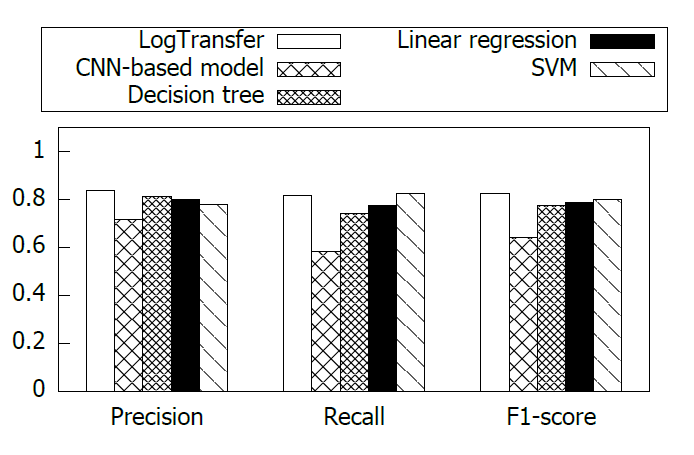 LogTransfer
CNN-based model
Decision tree
Linear regression
SVM
1
0.8
0.6
0.4
0.2
0
Precision Recall F1-score